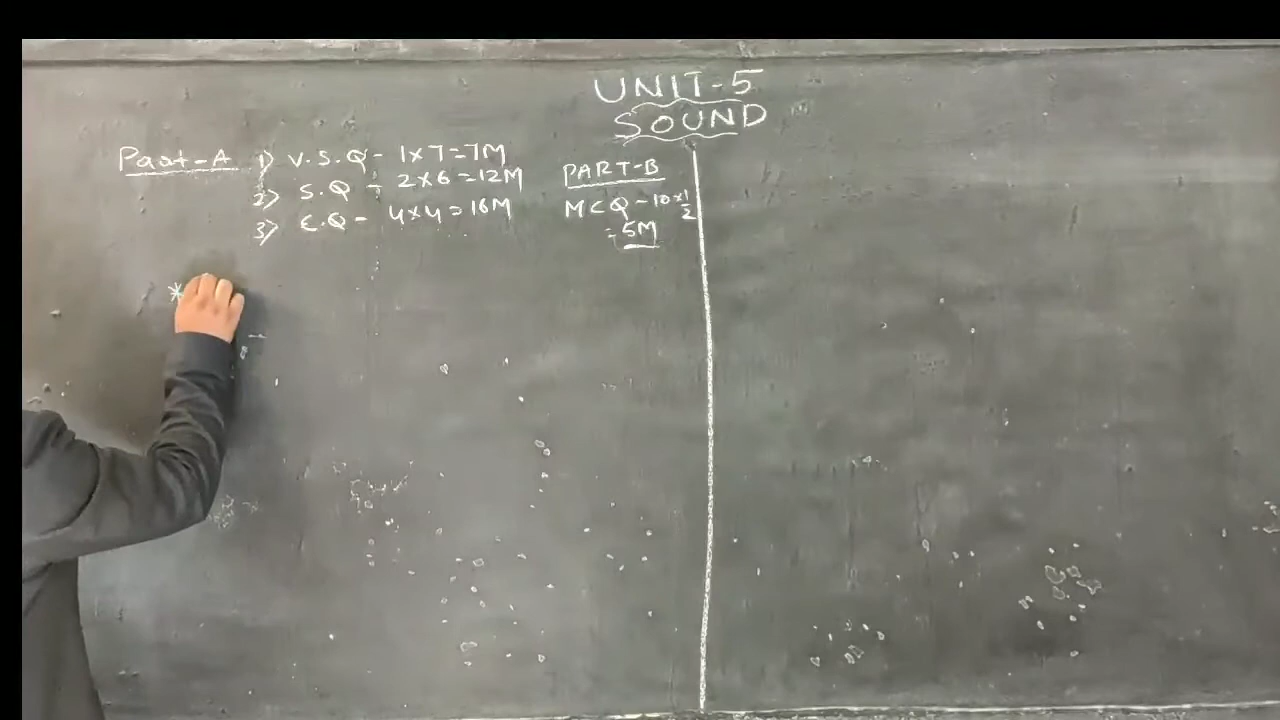 UNIT-5
SOUND
Part-A 1) V.S.Q - 1×7=7M
2) S.Q - 2×6=12M
3) E.Q - 4×4=16M
PART-B
MCQ - 10×1/2
= 5M
*